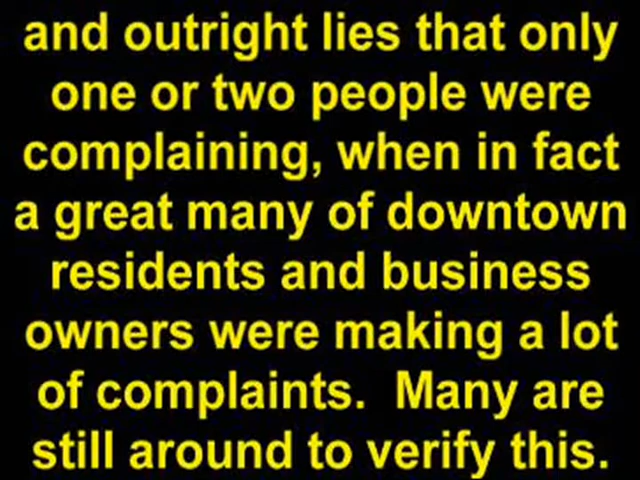 and outright lies that only
one or two people were
complaining, when in fact
a great many of downtown
residents and business
owners were making a lot
of complaints.  Many are
still around to verify this.